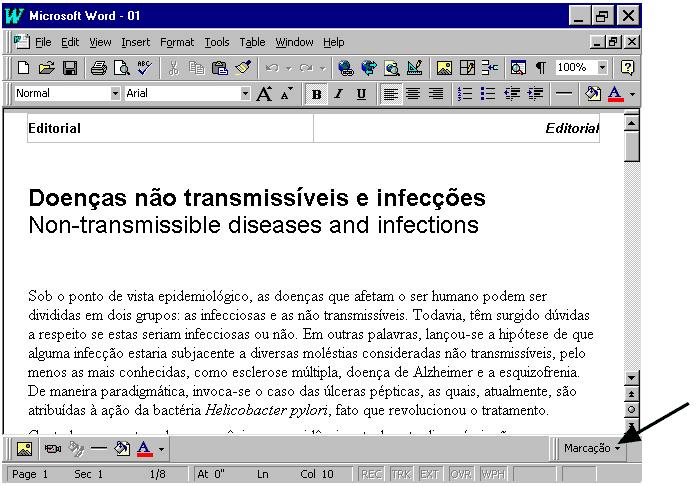 Microsoft Word - 01
File Edit View Insert Format Tools Table Window Help
ABC 100%
Normal Arial A A B I U A
Editorial Editorial
Doenças não transmissíveis e infecções
Non-transmissible diseases and infections
Sob o ponto de vista epidemiológico, as doenças que afetam o ser humano podem ser
divididas em dois grupos: as infecciosas e as não transmissíveis. Todavia, têm surgido dúvidas
a respeito se estas seriam infecciosas ou não. Em outras palavras, lançou-se a hipótese de que
alguma infecção estaria subjacente a diversas moléstias consideradas não transmissíveis, pelo
menos as mais conhecidas, como esclerose múltipla, doença de Alzheimer e a esquizofrenia.
De maneira paradigmática, invoca-se o caso das úlceras pépticas, as quais, atualmente, são
atribuídas à ação da bactéria Helicobacter pylori, fato que revolucionou o tratamento.
A Marcação
Page 1 Sec 1 1/8 At 0" Ln Col 10 REC TRK EXT OVR WPH